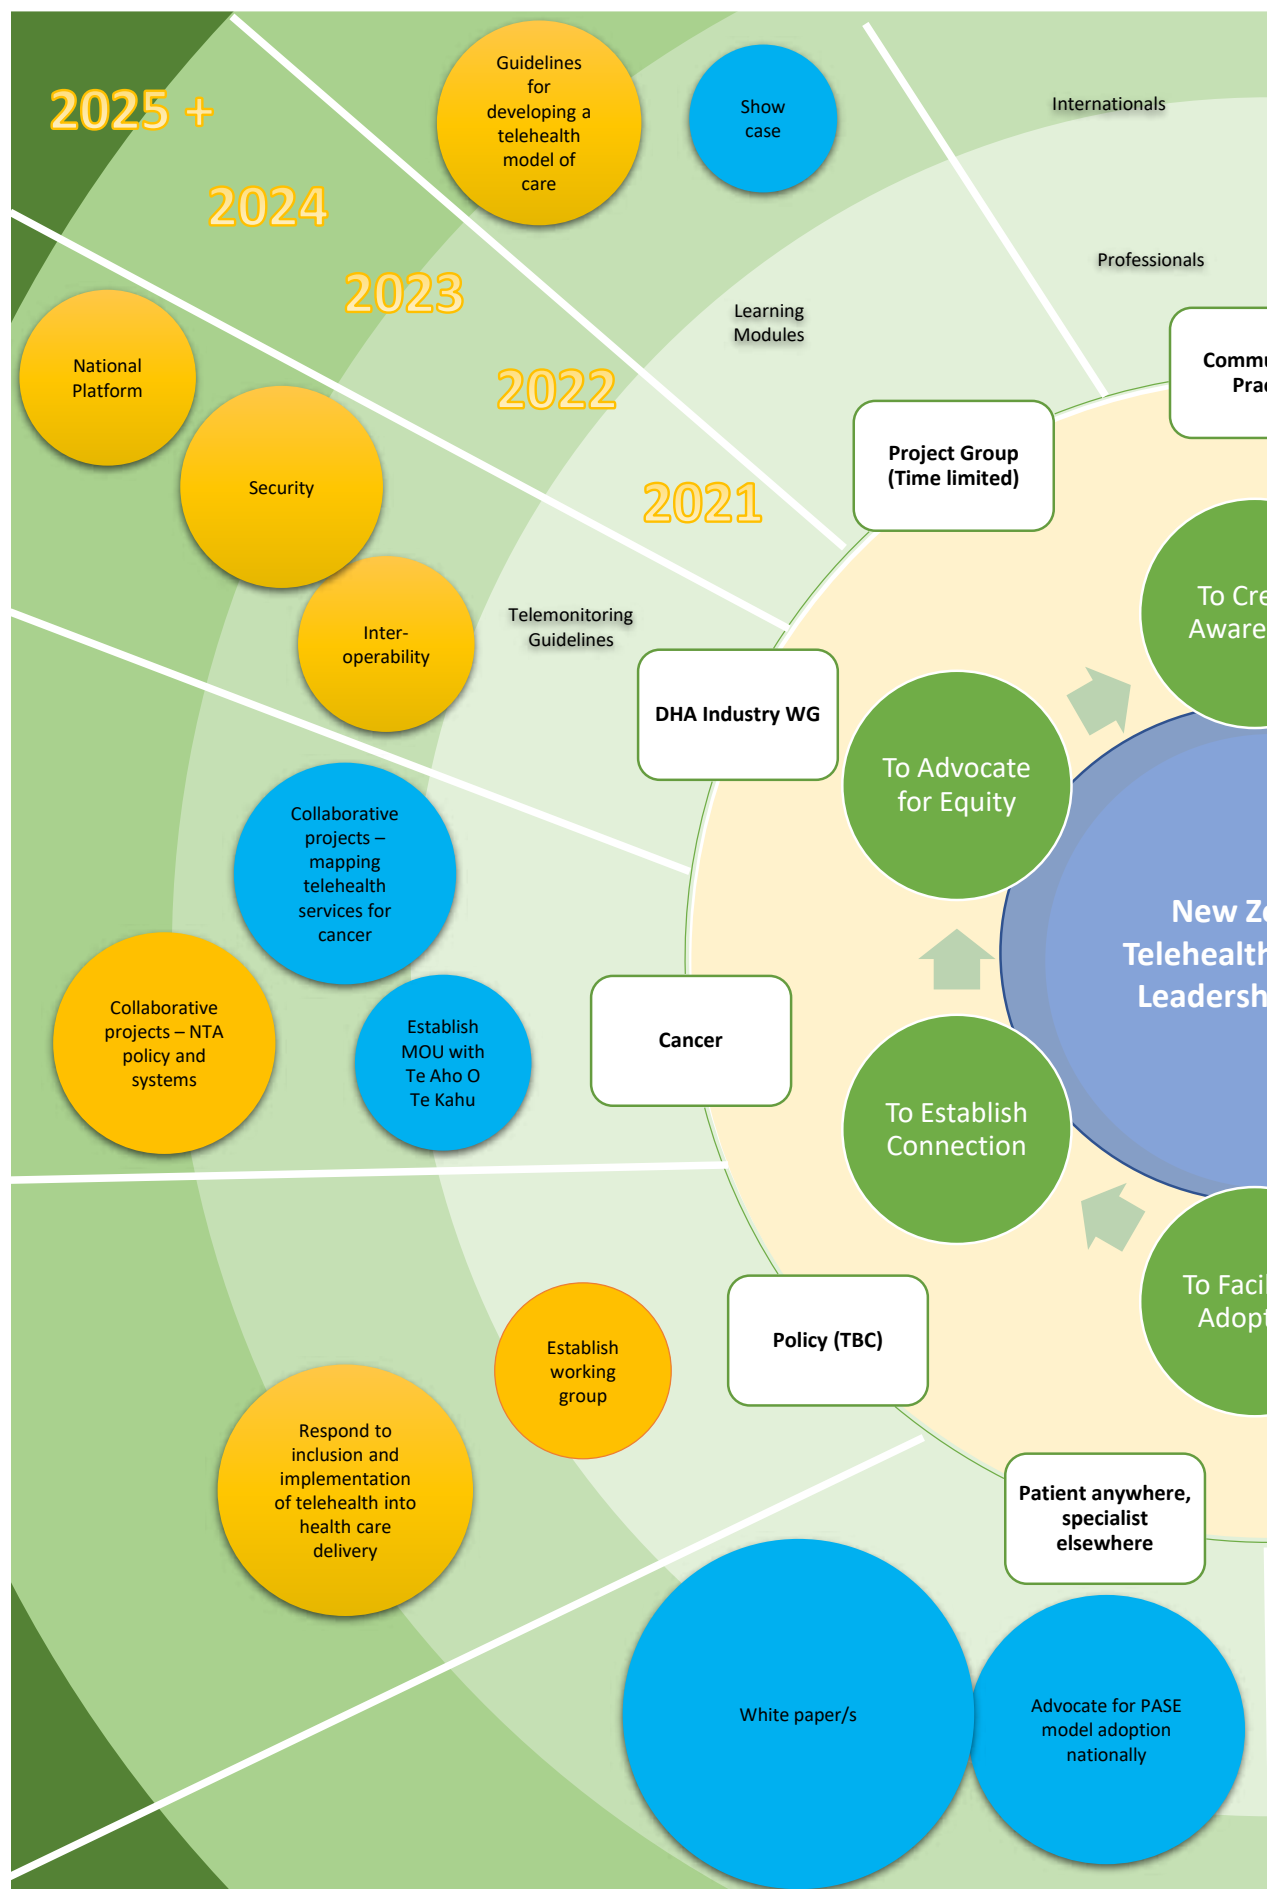 2025 +
2024
2023
2022
2021
Guidelines
for
developing a
telehealth
model of
care
Show
case
Internationals
Professionals
Learning
Modules
Project Group
(Time limited)
National
Platform
Security
Inter-
operability
Telemonitoring
Guidelines
DHA Industry WG
To Advocate
for Equity
Collaborative
projects –
mapping
telehealth
services for
cancer
Collaborative
projects – NTA
policy and
systems
Establish
MOU with
Te Aho O
Te Kahu
Cancer
New
Telehealth
To Establish
Connection
To
To
Policy (TBC)
Establish
working
group
Respond to
inclusion and
implementation
of telehealth into
health care
delivery
Patient anywhere,
specialist
elsewhere
White paper/s
Advocate for PASE
model adoption
nationally